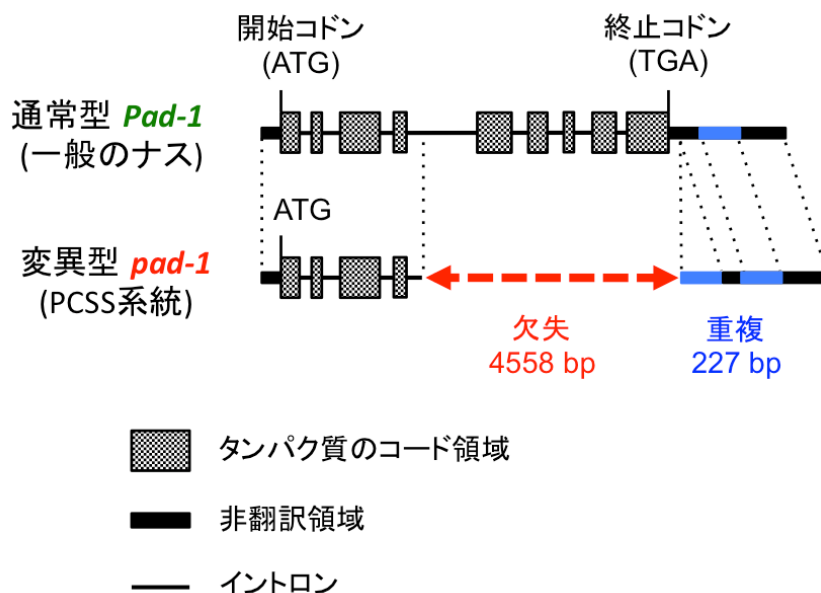 開始コドン
(ATG)
終止コドン
(TGA)
通常型 Pad-1
(一般のナス)
ATG
変異型 pad-1
(PCSS系統)
欠失
4558 bp
重複
227 bp
タンパク質のコード領域
非翻訳領域
イントロン